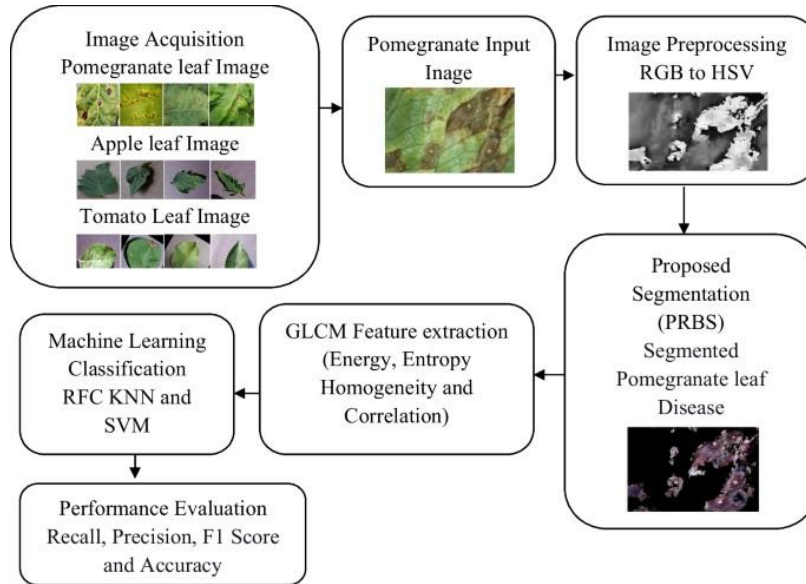 Image Acquisition
Pomegranate leaf Image
Apple leaf Image
Tomato Leaf Image
Pomegranate Input
Inage
Image Preprocessing
RGB to HSV
Proposed
Segmentation
(PRBS)
Segmented
Pomegranate leaf
Disease
GLCM Feature extraction
(Energy, Entropy
Homogeneity and
Correlation)
Machine Learning
Classification
RFC KNN and
SVM
Performance Evaluation
Recall, Precision, F1 Score
and Accuracy